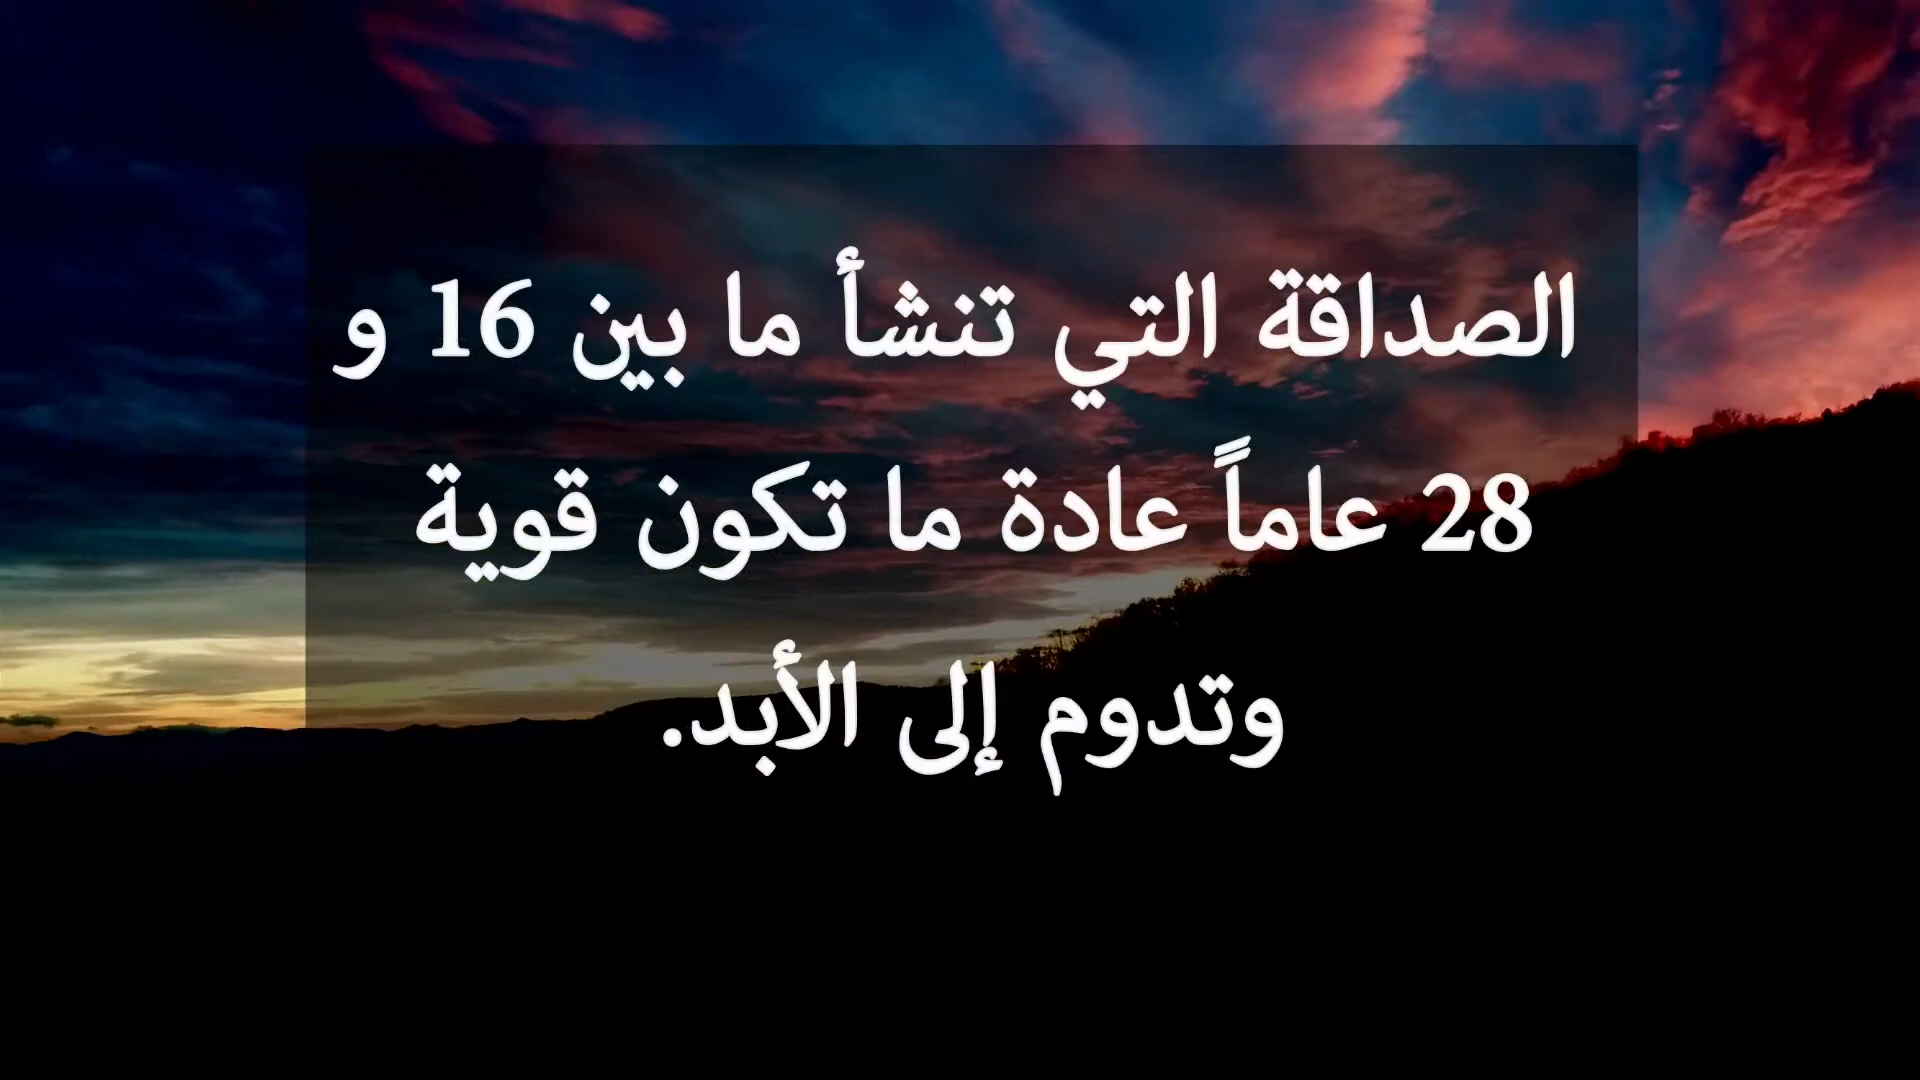 الصداقة التي تنشأ ما بين 16 و
28 عاماً عادة ما تكون قوية
وتدوم إلى الأبد.